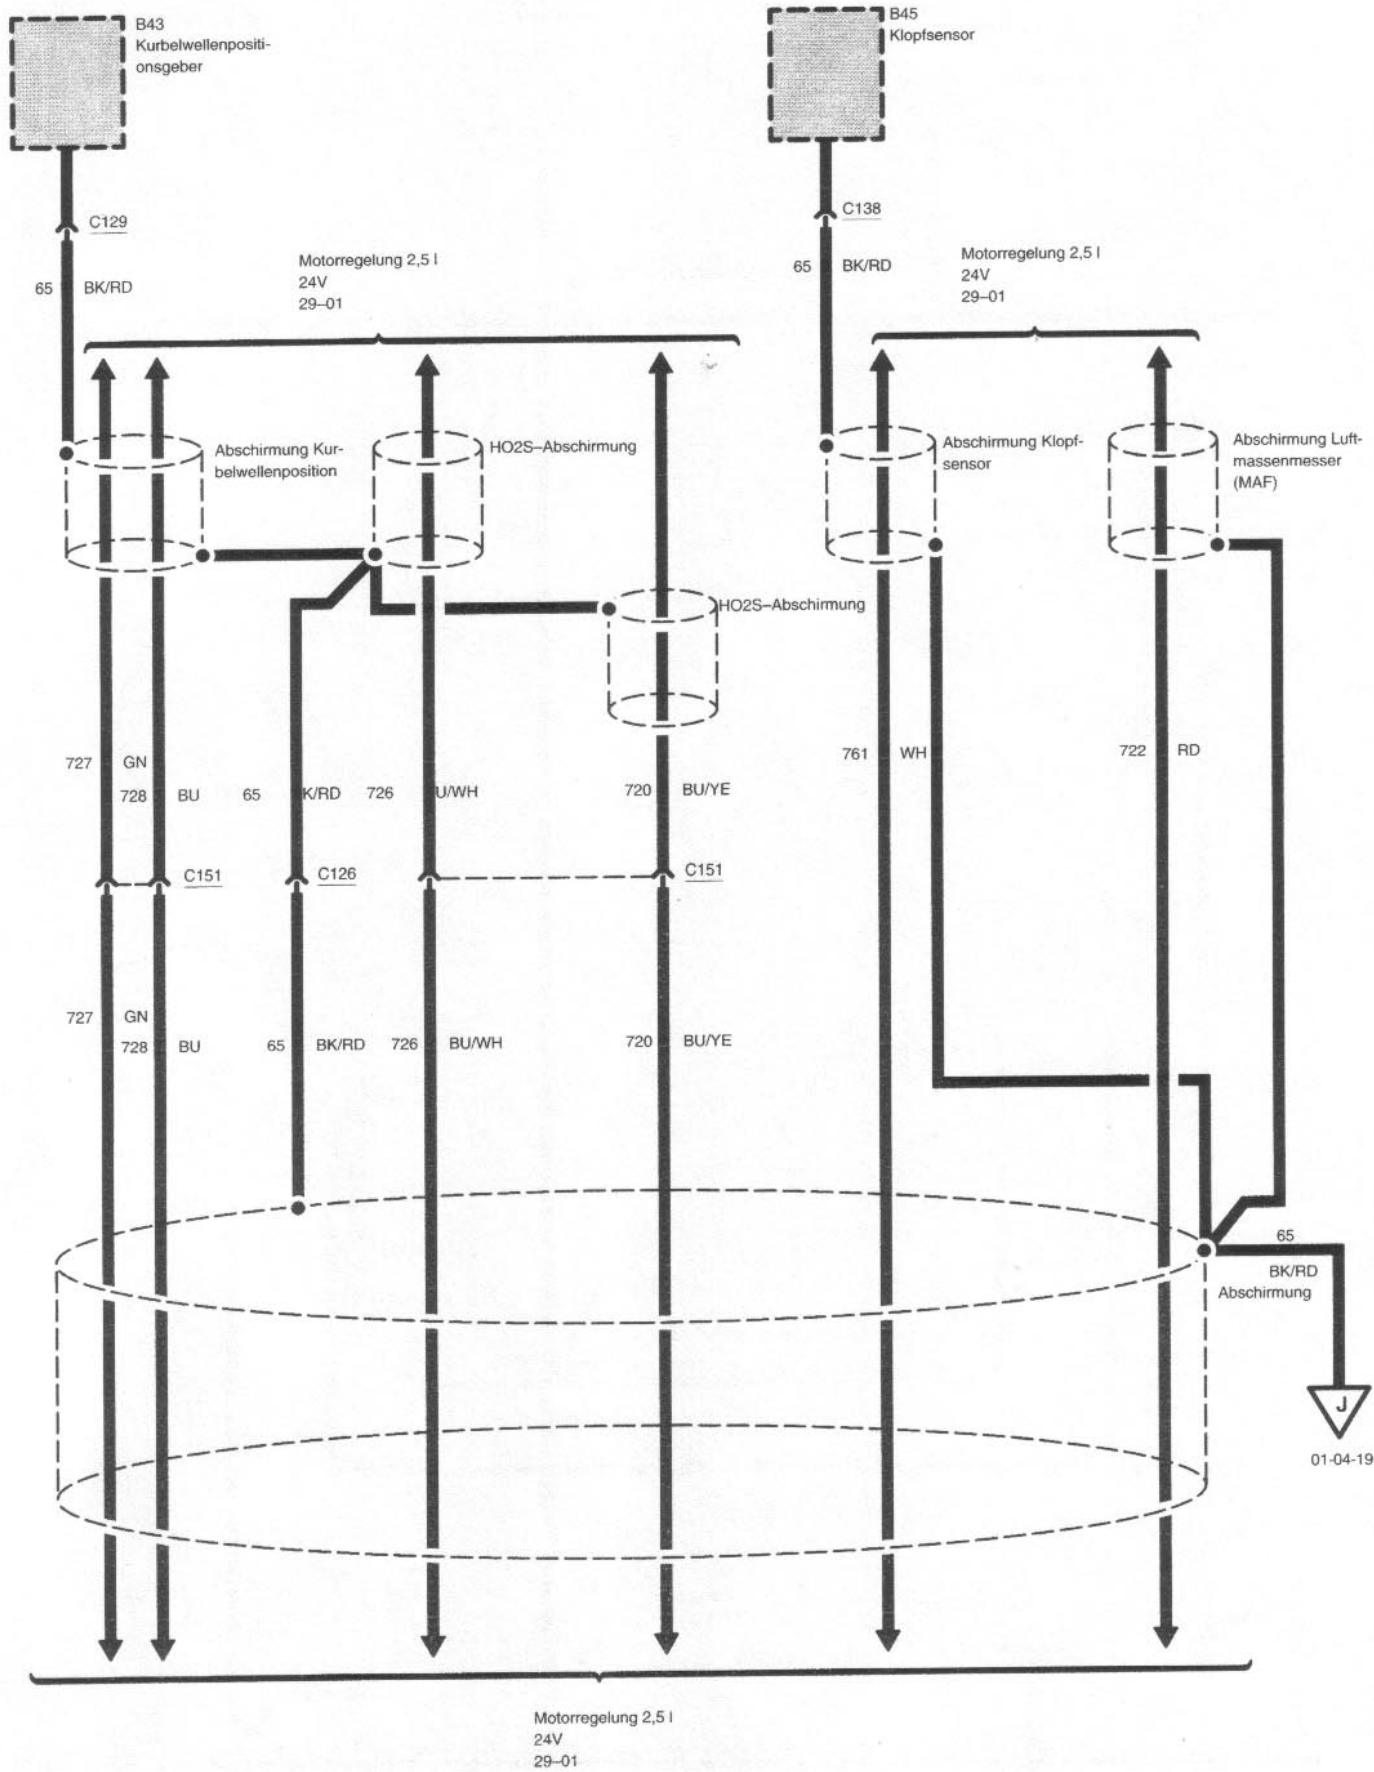 B43
Kurbelwellenpositi-
onsgeber
B45
Klopfsensor
C129
C138
65 BK/RD
65 BK/RD
Motorregelung 2,5 l
24V
29–01
Motorregelung 2,5 l
24V
29–01
Abschirmung Kur-
belwellenposition
HO2S–Abschirmung
Abschirmung Klopf-
sensor
Abschirmung Luft-
massenmesser
(MAF)
HO2S–Abschirmung
727 GN
761 WH
722 RD
728 BU
65 K/RD
726 U/WH
720 BU/YE
C151
C126
C151
727 GN
728 BU
65 BK/RD
726 BU/WH
720 BU/YE
65
BK/RD
Abschirmung
J
01-04-19
Motorregelung 2,5 l
24V
29–01